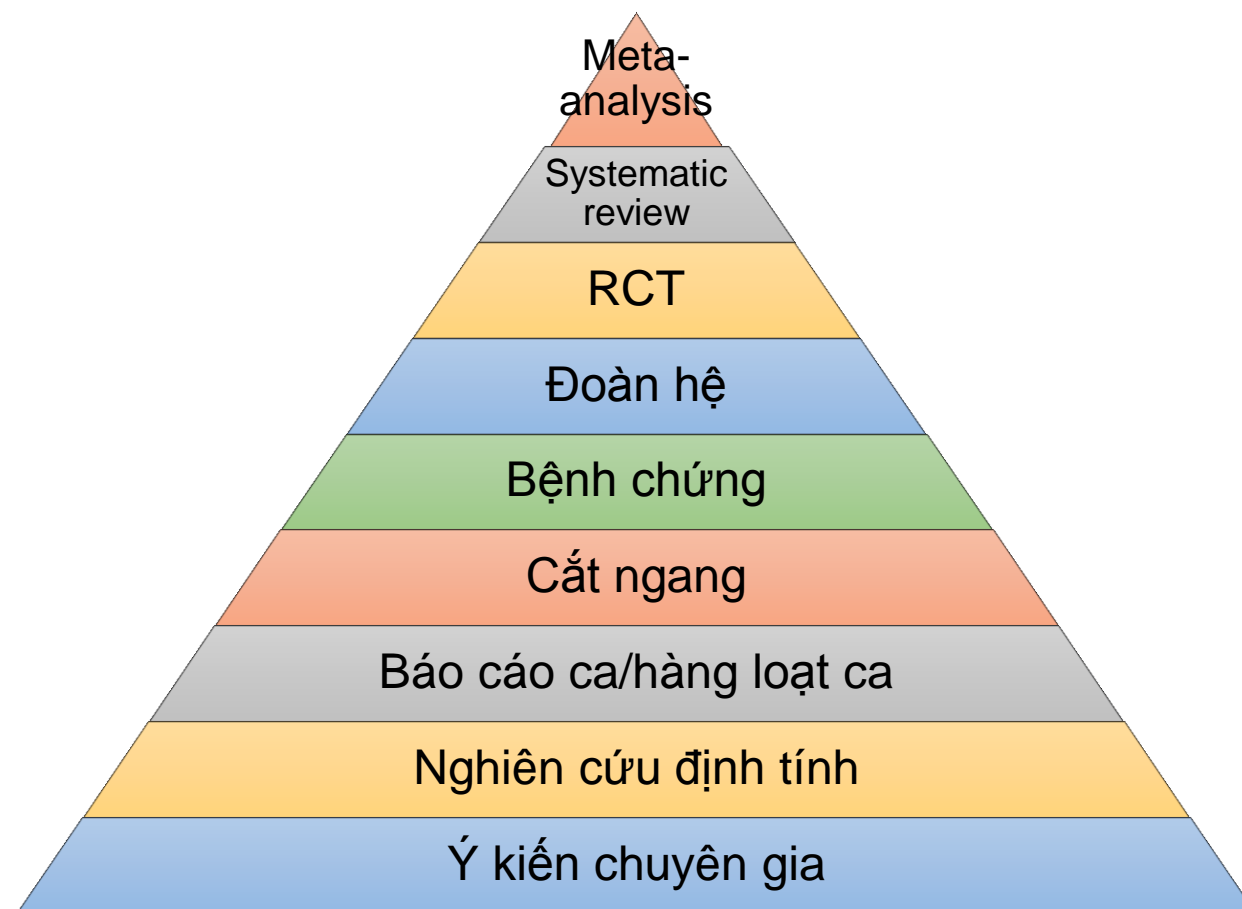 Meta-
analysis
Systematic
review
RCT
Đoàn hệ
Bệnh chứng
Cắt ngang
Báo cáo ca/hàng loạt ca
Nghiên cứu định tính
Ý kiến chuyên gia